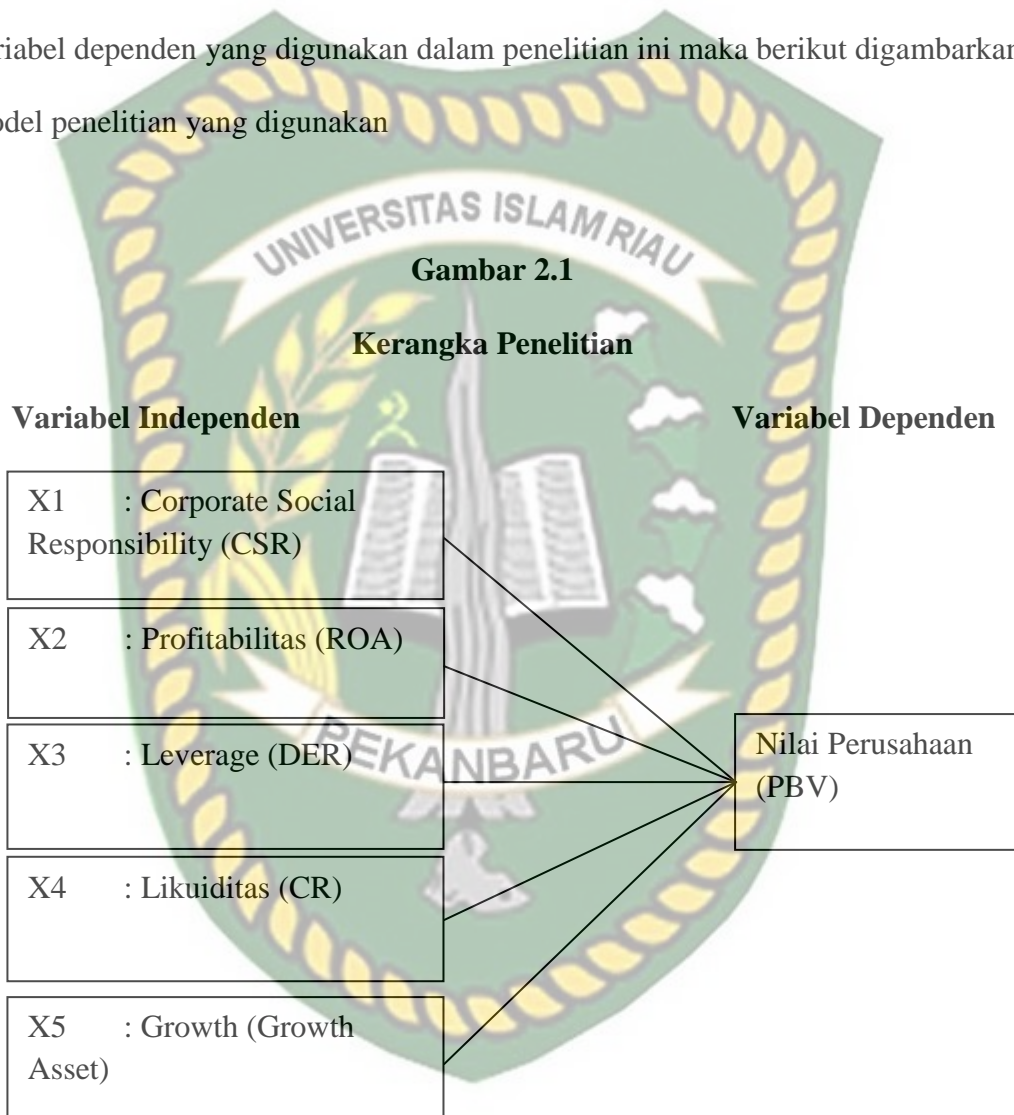 riabel dependen yang digunakan dalam penelitian ini maka berikut digambarkan
odel penelitian yang digunakan
UNIVERSITAS ISLAM RIAU
Gambar 2.1
Kerangka Penelitian
Variabel Independen
Variabel Dependen
X1 : Corporate Social
Responsibility (CSR)
X2 : Profitabilitas (ROA)
X3 : Leverage (DER)
X4 : Likuiditas (CR)
X5 : Growth (Growth
Asset)
Nilai Perusahaan
(PBV)
PEKANBARU